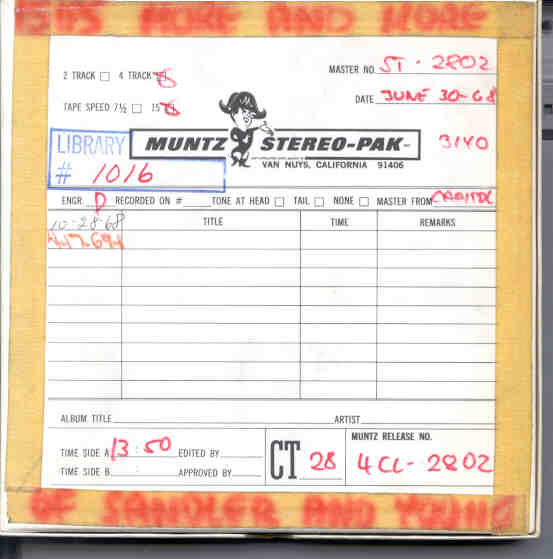 HITS MORE AND MORE
2 TRACK 4 TRACK
MASTER NO. ST-2802
TAPE SPEED 7½ 15
DATE JUNE 30-68
LIBRARY
# 1016
MUNTZ STEREO-PAK
3140
VAN NUYS, CALIFORNIA 91406
ENGR. D RECORDED ON # TONE AT HEAD TAIL NONE MASTER FROM CAPITOL
10-28-68 TITLE TIME REMARKS
ALBUM TITLE ARTIST
TIME SIDE A 13:50 EDITED BY
TIME SIDE B : APPROVED BY
CT 28
MUNTZ RELEASE NO.
4CL-2802
OF SANDLER AND YOUNG